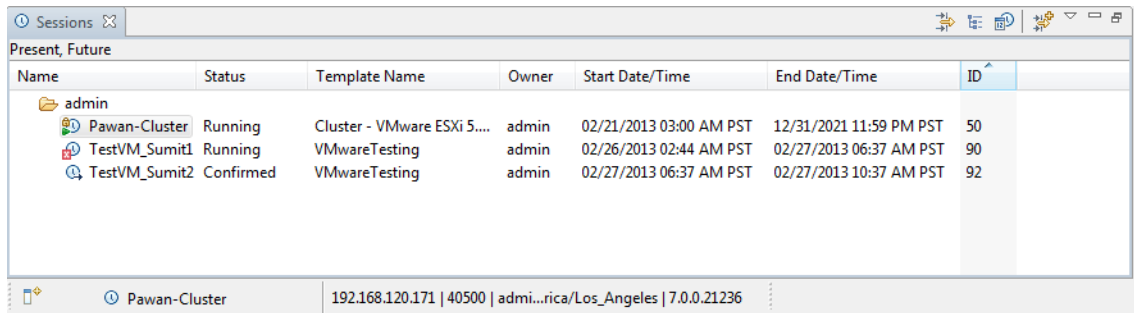 Sessions
Present, Future
Name Status Template Name Owner Start Date/Time End Date/Time ID
admin
Pawan-Cluster Running Cluster - VMware ESXi 5.... admin 02/21/2013 03:00 AM PST 12/31/2021 11:59 PM PST 50
TestVM_Sumit1 Running VMwareTesting admin 02/26/2013 02:44 AM PST 02/27/2013 06:37 AM PST 90
TestVM_Sumit2 Confirmed VMwareTesting admin 02/27/2013 06:37 AM PST 02/27/2013 10:37 AM PST 92
Pawan-Cluster 192.168.120.171 | 40500 | admi...rica/Los_Angeles | 7.0.0.21236